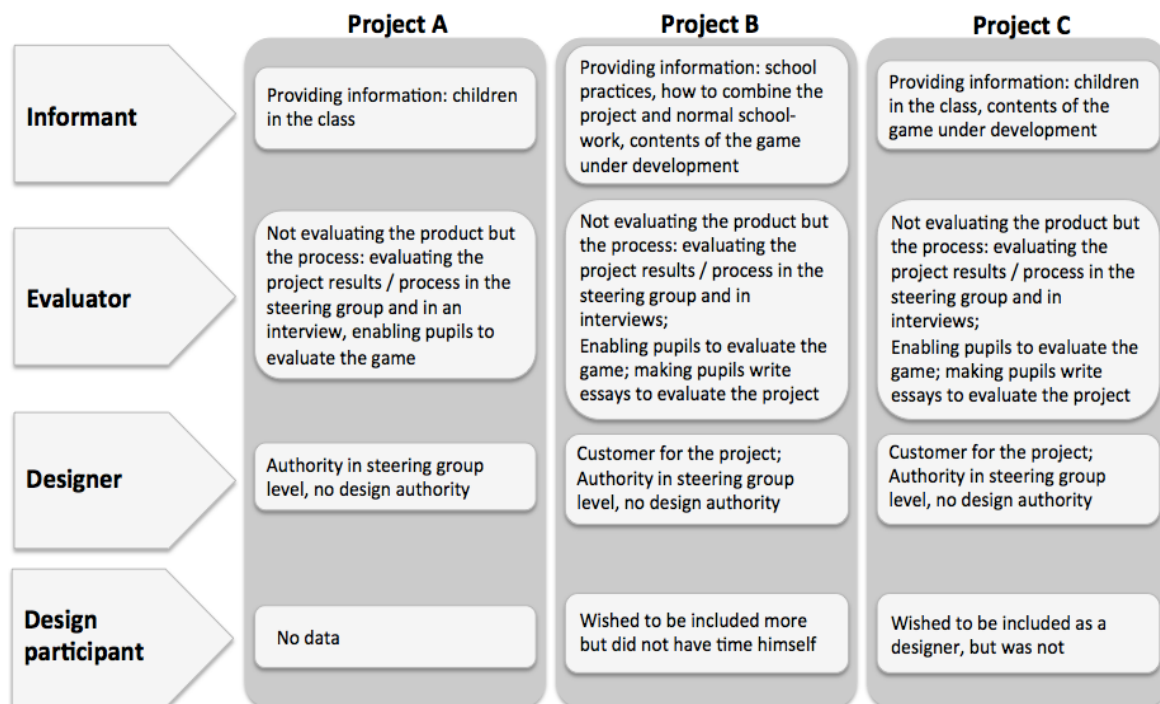 Project A
Project B
Project C
Informant
Providing information: children
in the class
Providing information: school
practices, how to combine the
project and normal school-
work, contents of the game
under development
Providing information: children
in the class, contents of the
game under development
Evaluator
Not evaluating the product but
the process: evaluating the
project results / process in the
steering group and in an
interview, enabling pupils to
evaluate the game
Not evaluating the product but
the process: evaluating the
project results / process in the
steering group and in
interviews;
Enabling pupils to evaluate the
game; making pupils write
essays to evaluate the project
Not evaluating the product but
the process: evaluating the
project results / process in the
steering group and in
interviews;
Enabling pupils to evaluate the
game; making pupils write
essays to evaluate the project
Designer
Authority in steering group
level, no design authority
Customer for the project;
Authority in steering group
level, no design authority
Customer for the project;
Authority in steering group
level, no design authority
Design
participant
No data
Wished to be included more
but did not have time himself
Wished to be included as a
designer, but was not